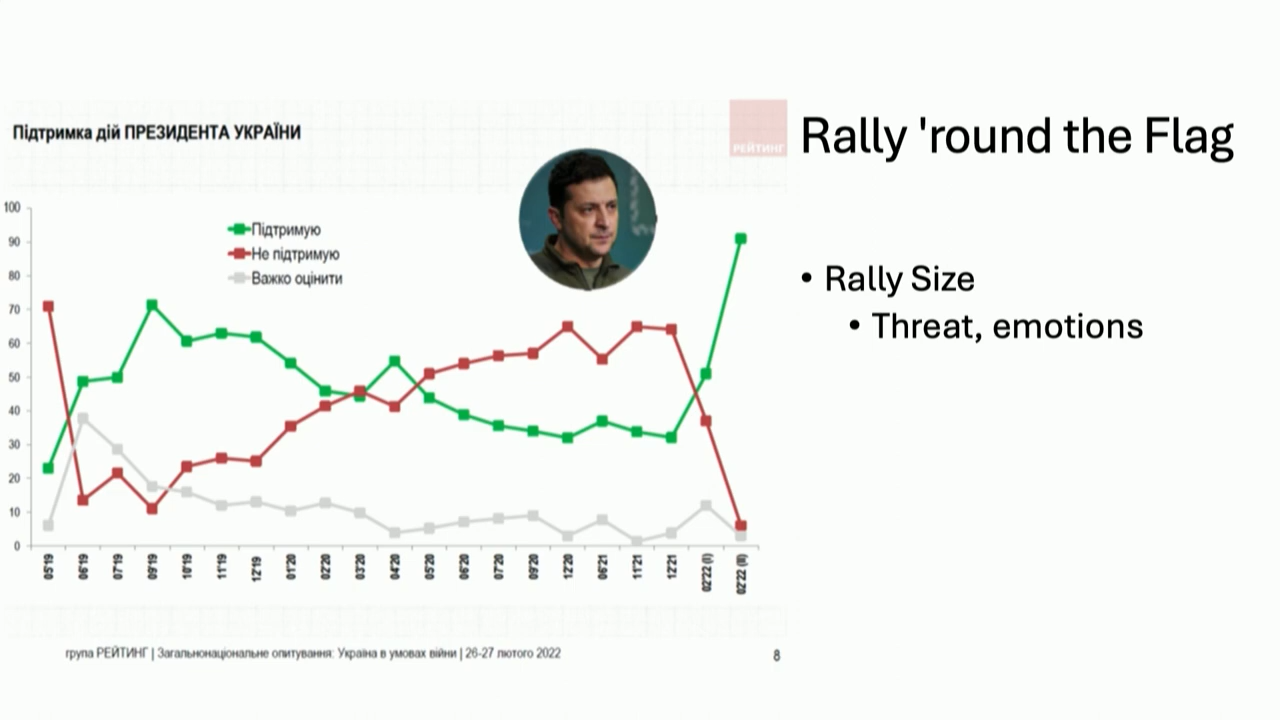 Підтримка дій ПРЕЗИДЕНТА УКРАЇНИ
РЕЙТИНГ
Rally 'round the Flag
• Rally Size
• Threat, emotions
Підтримую
Не підтримую
Важко оцінити
100
90
80
70
60
50
40
30
20
10
0
05'19
06'19
07'19
09'19
10'19
11'19
12'19
01'20
02'20
03'20
04'20
05'20
06'20
07'20
09'20
12'20
06'21
11'21
12'21
02'22 (I)
02'22 (II)
група РЕЙТИНГ | Загальнонаціональне опитування: Україна в умовах війни | 26-27 лютого 2022
8